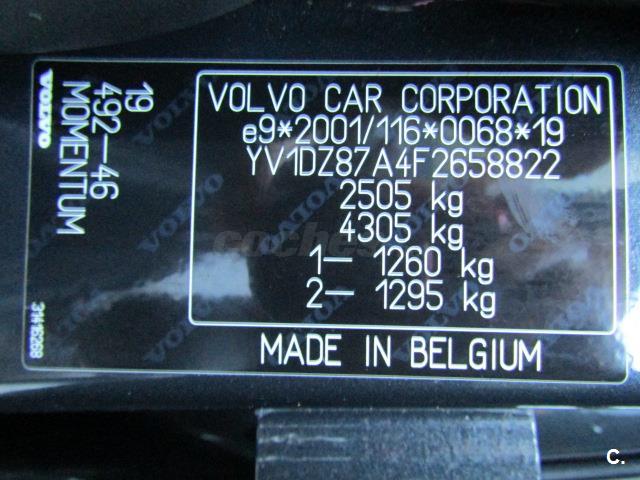 VOLVO CAR CORPORATION
e9*2001/116*0068*19
YV1DZ87A4F2658822
2505 kg
4305 kg
1– 1260 kg
2– 1295 kg
MADE IN BELGIUM
19
492–46
MOMENTUM
VOLVO
coches
C.